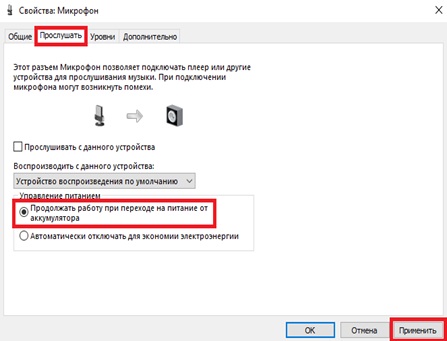 Свойства: Микрофон
Общие Прослушать Уровни Дополнительно
Этот разъем Микрофон позволяет подключать плеер или другие
устройства для прослушивания музыки. При подключении
микрофона могут возникнуть помехи.
Прослушивать с данного устройства
Воспроизводить с данного устройства:
Устройство воспроизведения по умолчанию
Управление питанием
Продолжать работу при переходе на питание от
аккумулятора
Автоматически отключать для экономии электроэнергии
OK Отмена Применить